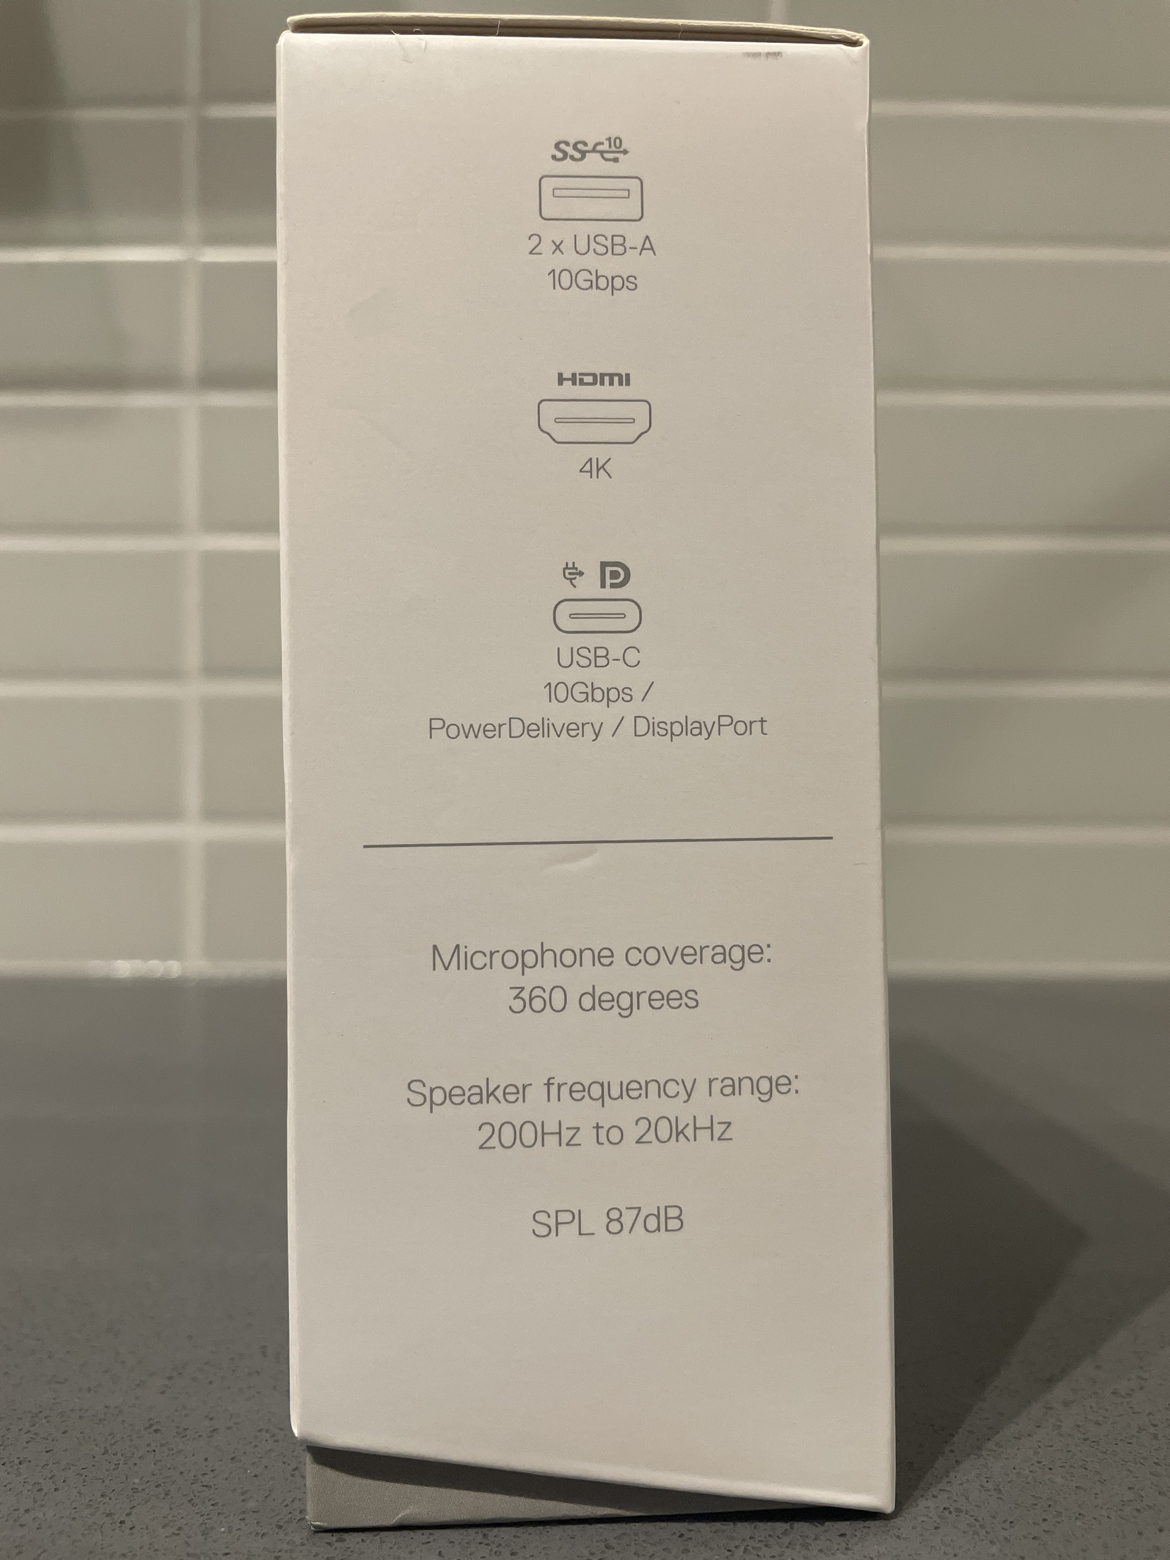 SS 10
2 x USB-A
10Gbps
HDMI
4K
USB-C
10Gbps /
PowerDelivery / DisplayPort
Microphone coverage:
360 degrees
Speaker frequency range:
200Hz to 20kHz
SPL 87dB